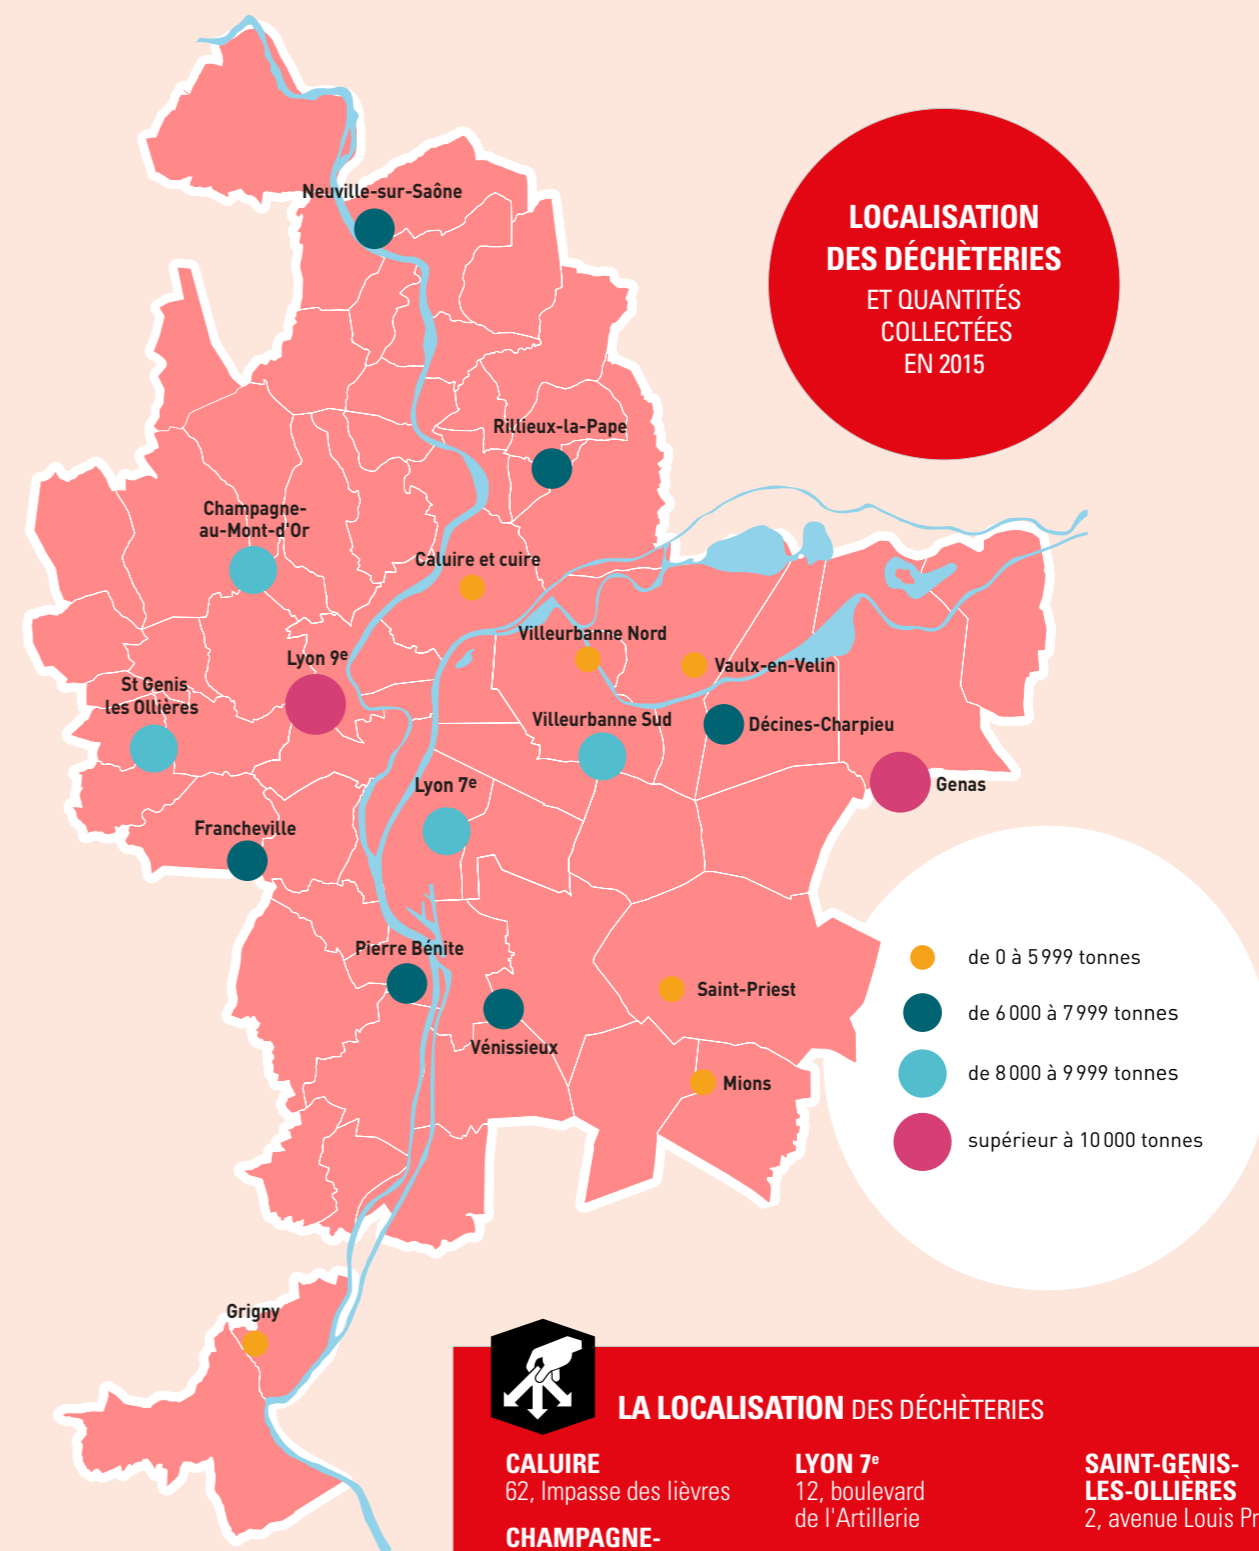 LOCALISATION
DES DÉCHÈTERIES
ET QUANTITÉS
COLLECTÉES
EN 2015
Neuville-sur-Saône
Rillieux-la-Pape
Champagne-
au-Mont-d'Or
Caluire et cuire
Villeurbanne Nord
Lyon 9e
Vaulx-en-Velin
St Genis
les Ollières
Villeurbanne Sud
Décines-Charpieu
Lyon 7e
Genas
Francheville
Pierre Bénite
Saint-Priest
Vénissieux
Mions
Grigny
de 0 à 5 999 tonnes
de 6 000 à 7 999 tonnes
de 8 000 à 9 999 tonnes
supérieur à 10 000 tonnes
LA LOCALISATION DES DÉCHÈTERIES
CALUIRE
62, Impasse des lièvres
CHAMPAGNE-
LYON 7e
12, boulevard
de l'Artillerie
SAINT-GENIS-
LES-OLLIÈRES
2, avenue Louis